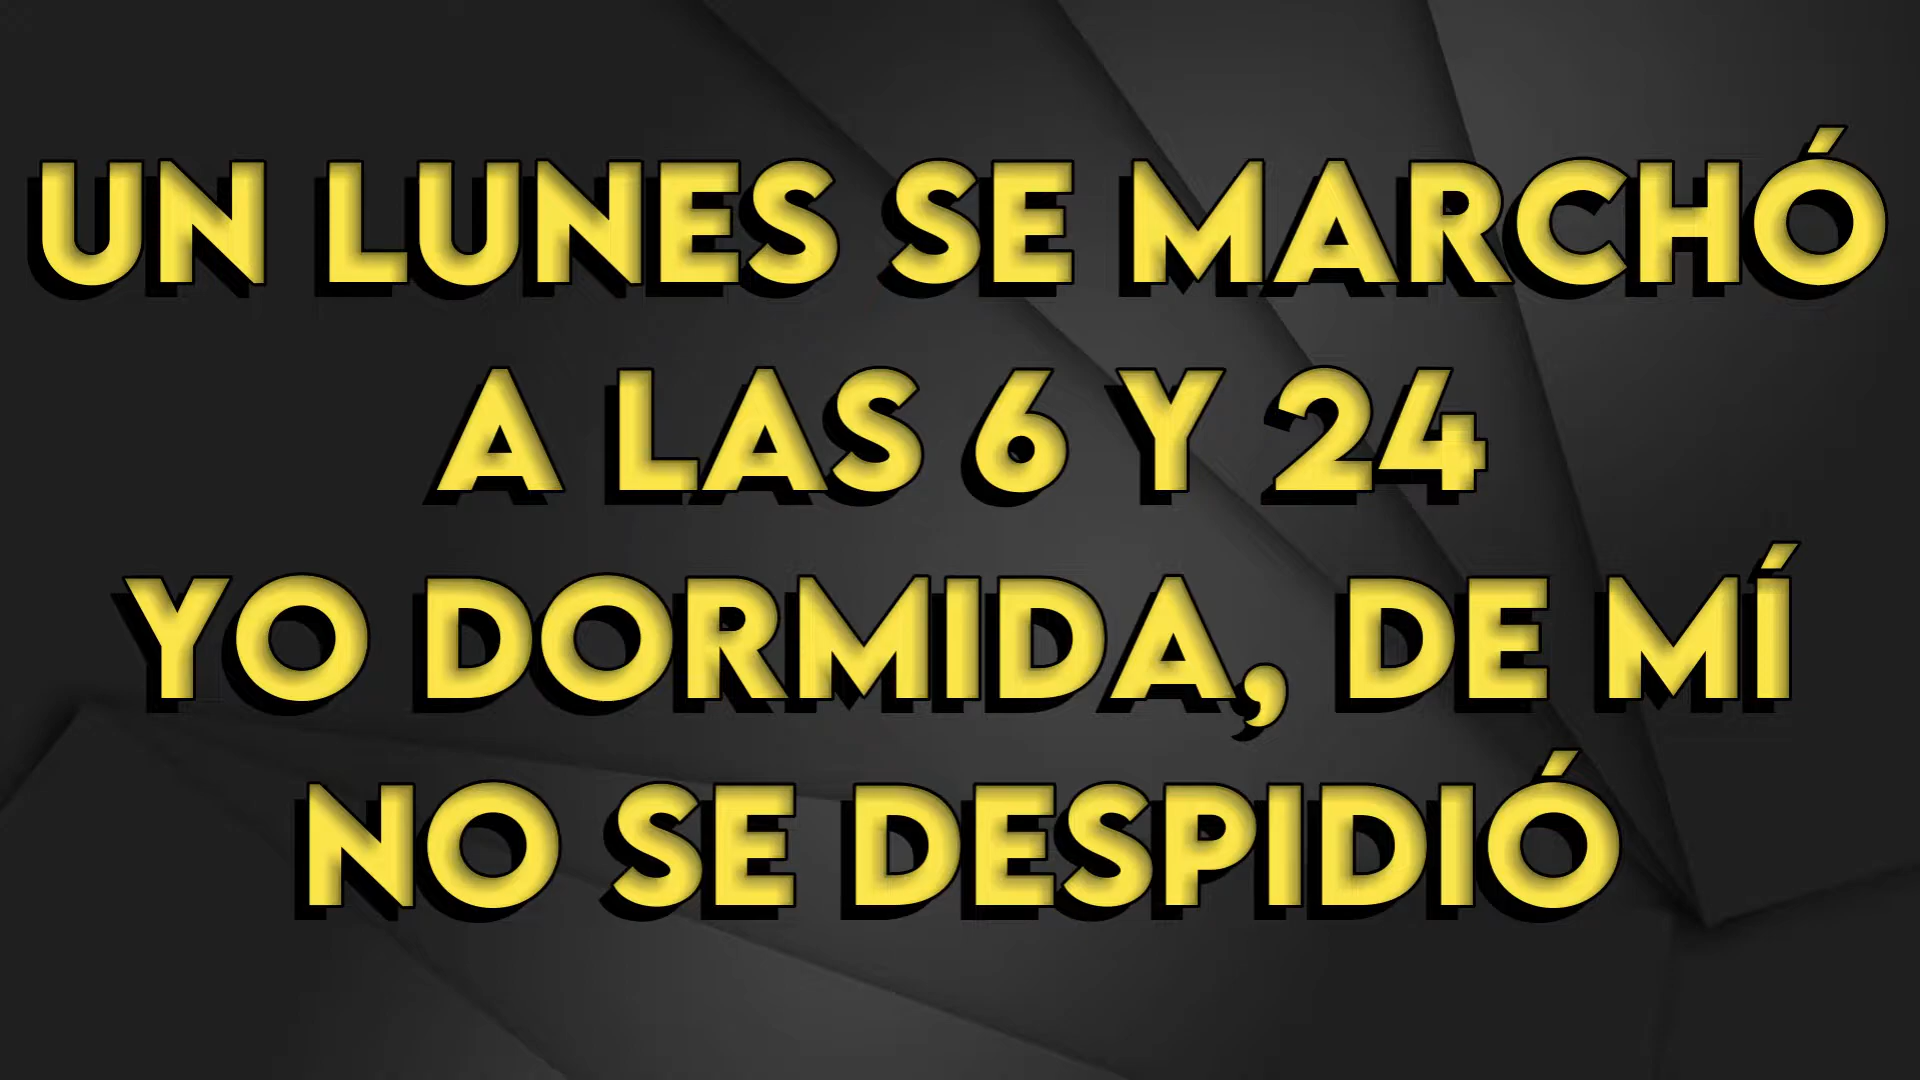 UN LUNES SE MARCHÓ
A LAS 6 Y 24
YO DORMIDA, DE MÍ
NO SE DESPIDIÓ